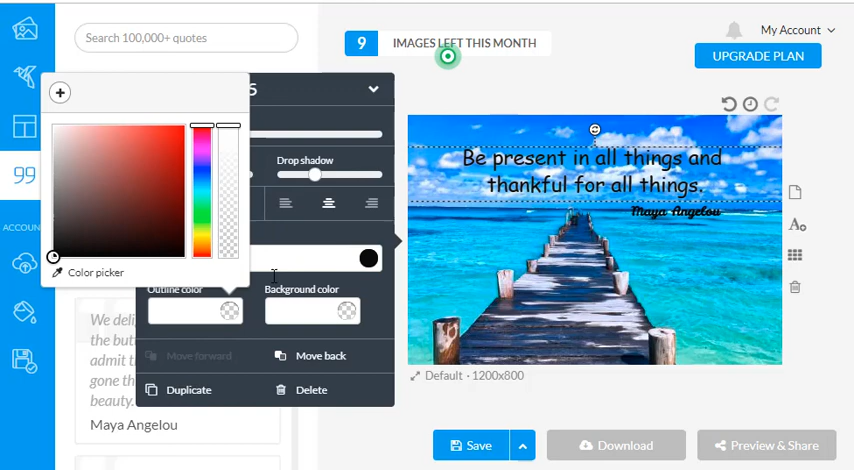 Search 100,000+ quotes
9 IMAGES LEFT THIS MONTH
My Account
UPGRADE PLAN
S
Drop shadow
Be present in all things and
thankful for all things.
Maya Angelou
ACCOUN
Color picker
Outline color
Background color
Move forward
Move back
Duplicate
Delete
We deli
the but
admit t
gone th
beauty.
Maya Angelou
Default - 1200x800
Save
Download
Preview & Share